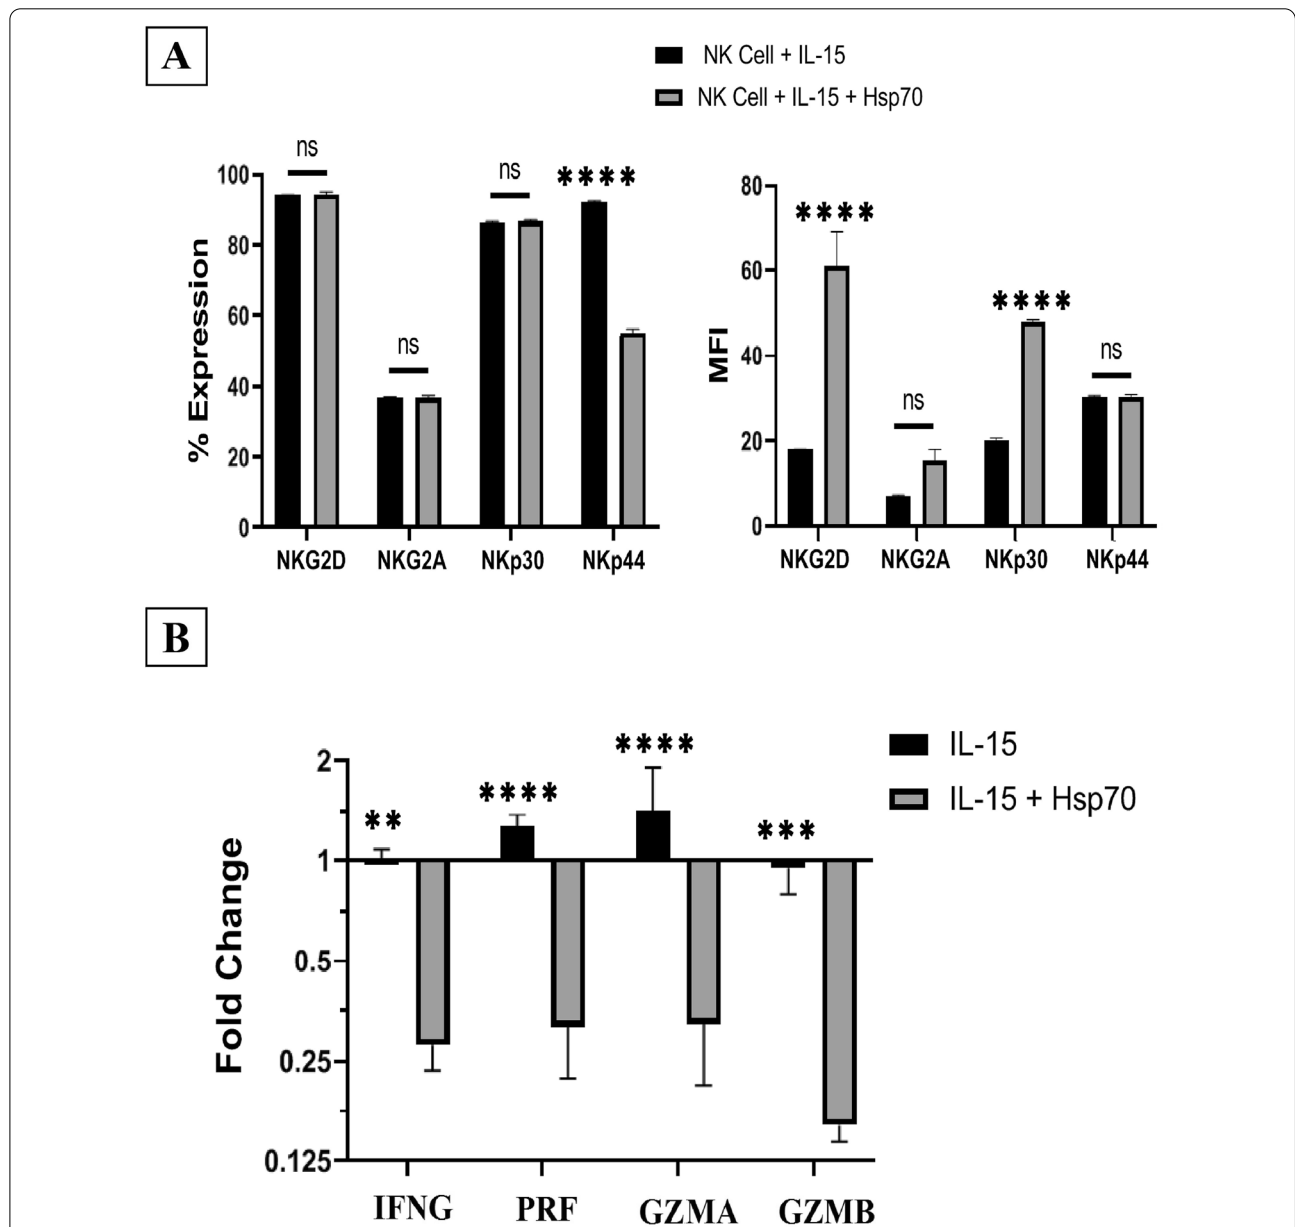 A
NK Cell + IL-15
NK Cell + IL-15 + Hsp70
% Expression
100
80
60
40
20
0
ns
ns
ns
****
NKG2D NKG2A NKp30 NKp44
MFI
80
60
40
20
0
****
ns
****
ns
NKG2D NKG2A NKp30 NKp44
B
IL-15
IL-15 + Hsp70
Fold Change
2
1
0.5
0.25
0.125
**
****
****
***
IFNG PRF GZMA GZMB